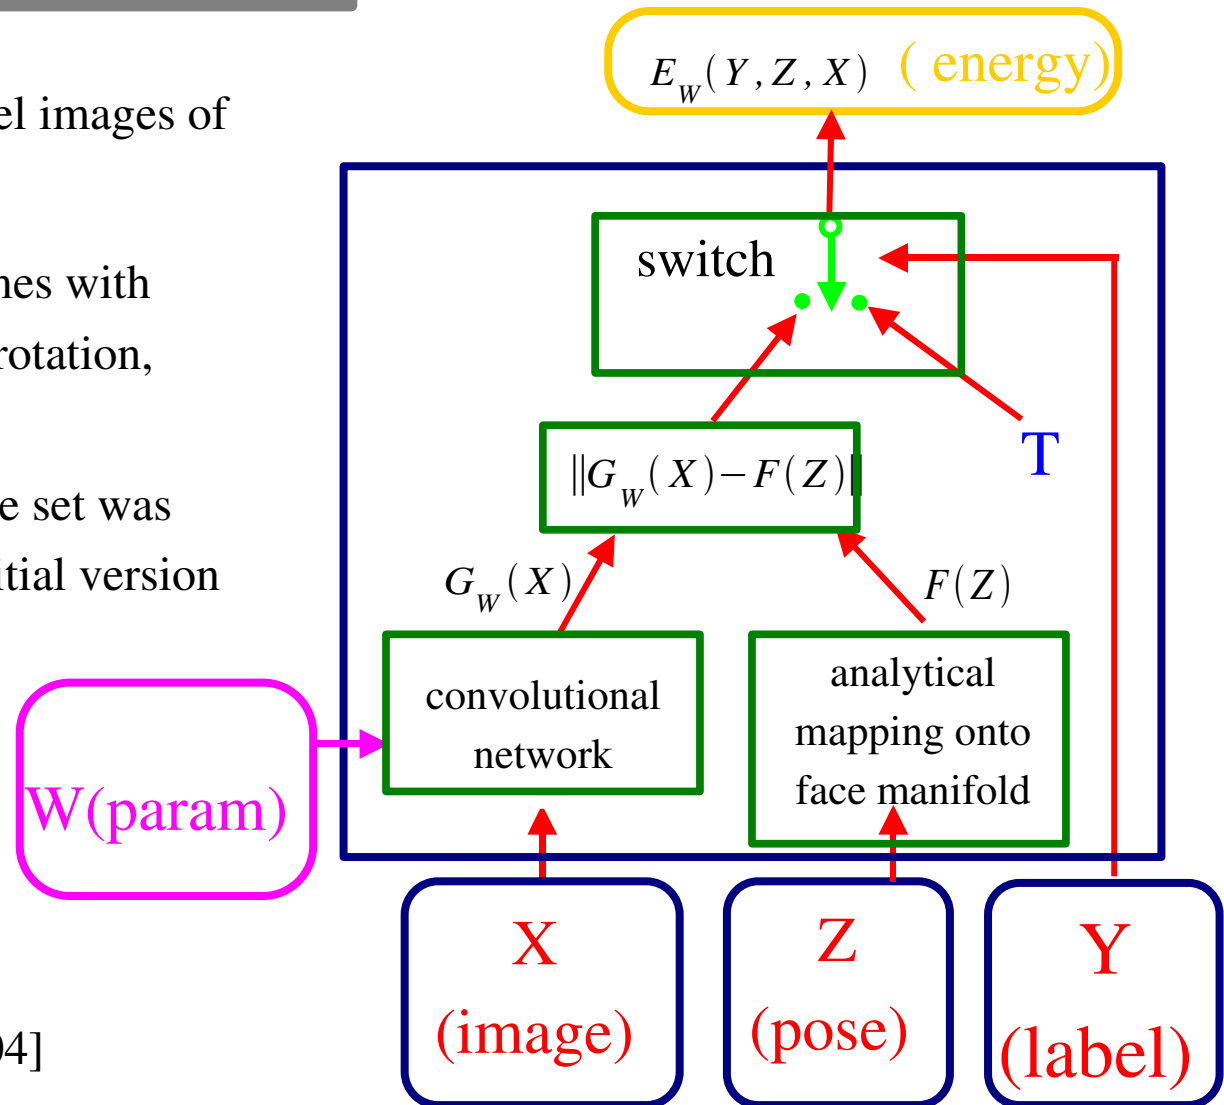 el images of
nes with
rotation,
e set was
itial version
04]
E_W(Y,Z,X) ( energy)
switch
T
‖G_W(X)−F(Z)‖
G_W(X)
F(Z)
convolutional
network
analytical
mapping onto
face manifold
W(param)
X
(image)
Z
(pose)
Y
(label)